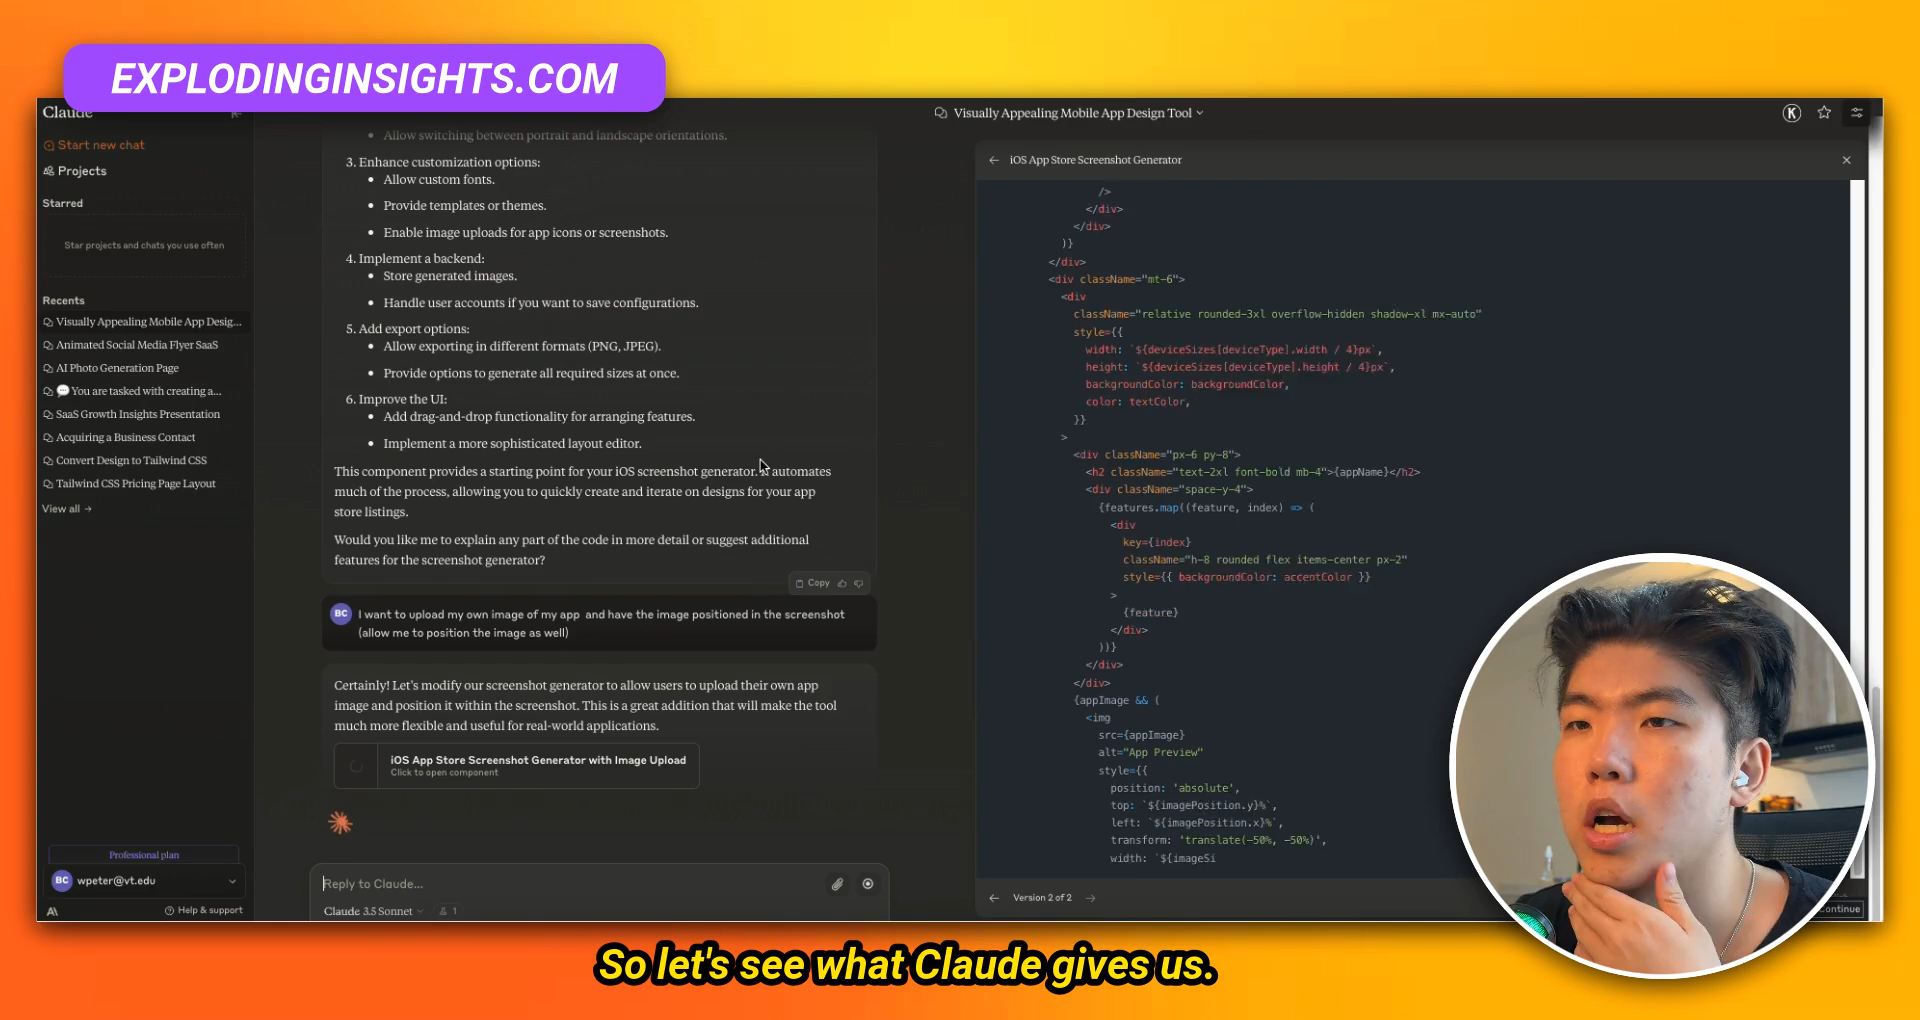 EXPLODINGINSIGHTS.COM
Claude
Start new chat
Projects
Starred
Star projects and chats you use often
Recents
Visually Appealing Mobile App Desig...
Animated Social Media Flyer SaaS
AI Photo Generation Page
💬 You are tasked with creating a...
SaaS Growth Insights Presentation
Acquiring a Business Contact
Convert Design to Tailwind CSS
Tailwind CSS Pricing Page Layout
View all →
Professional plan
BC wpeter@vt.edu
Help & support
Visually Appealing Mobile App Design Tool
K
• Allow switching between portrait and landscape orientations.
3. Enhance customization options:
• Allow custom fonts.
• Provide templates or themes.
• Enable image uploads for app icons or screenshots.
4. Implement a backend:
• Store generated images.
• Handle user accounts if you want to save configurations.
5. Add export options:
• Allow exporting in different formats (PNG, JPEG).
• Provide options to generate all required sizes at once.
6. Improve the UI:
• Add drag-and-drop functionality for arranging features.
• Implement a more sophisticated layout editor.
This component provides a starting point for your iOS screenshot generator. It automates
much of the process, allowing you to quickly create and iterate on designs for your app
store listings.
Would you like me to explain any part of the code in more detail or suggest additional
features for the screenshot generator?
Copy
BC I want to upload my own image of my app and have the image positioned in the screenshot
(allow me to position the image as well)
Certainly! Let's modify our screenshot generator to allow users to upload their own app
image and position it within the screenshot. This is a great addition that will make the tool
much more flexible and useful for real-world applications.
iOS App Store Screenshot Generator with Image Upload
Click to open component
Reply to Claude...
Claude 3.5 Sonnet
1
← iOS App Store Screenshot Generator
/>
</div>
</div>
)}
</div>
<div className="mt-6">
<div
className="relative rounded-3xl overflow-hidden shadow-xl mx-auto"
style={{
width: `${deviceSizes[deviceType].width / 4}px`,
height: `${deviceSizes[deviceType].height / 4}px`,
backgroundColor: backgroundColor,
color: textColor,
}}
>
<div className="px-6 py-8">
<h2 className="text-2xl font-bold mb-4">{appName}</h2>
<div className="space-y-4">
{features.map((feature, index) => (
<div
key={index}
className="h-8 rounded flex items-center px-2"
style={{ backgroundColor: accentColor }}
>
{feature}
</div>
))}
</div>
</div>
{appImage && (
<img
src={appImage}
alt="App Preview"
style={{
position: 'absolute',
top: `${imagePosition.y}%`,
left: `${imagePosition.x}%`,
transform: 'translate(-50%, -50%)',
width: `${imageSi
← Version 2 of 2 →
Continue
So let's see what Claude gives us.